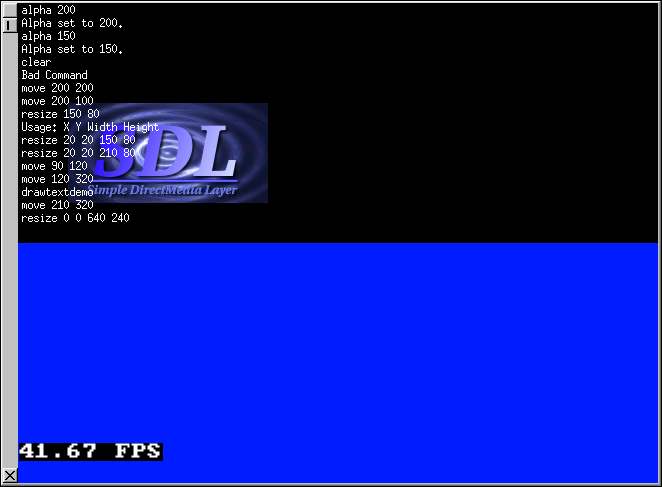 alpha 200
Alpha set to 200.
alpha 150
Alpha set to 150.
clear
Bad Command
move 200 200
move 200 100
resize 150 80
Usage: X Y Width Height
resize 20 20 150 80
resize 20 20 210 80
move 90 120
move 120 320
drawtextdemo
move 210 320
resize 0 0 640 240
SDL
Simple DirectMedia Layer
41.67 FPS